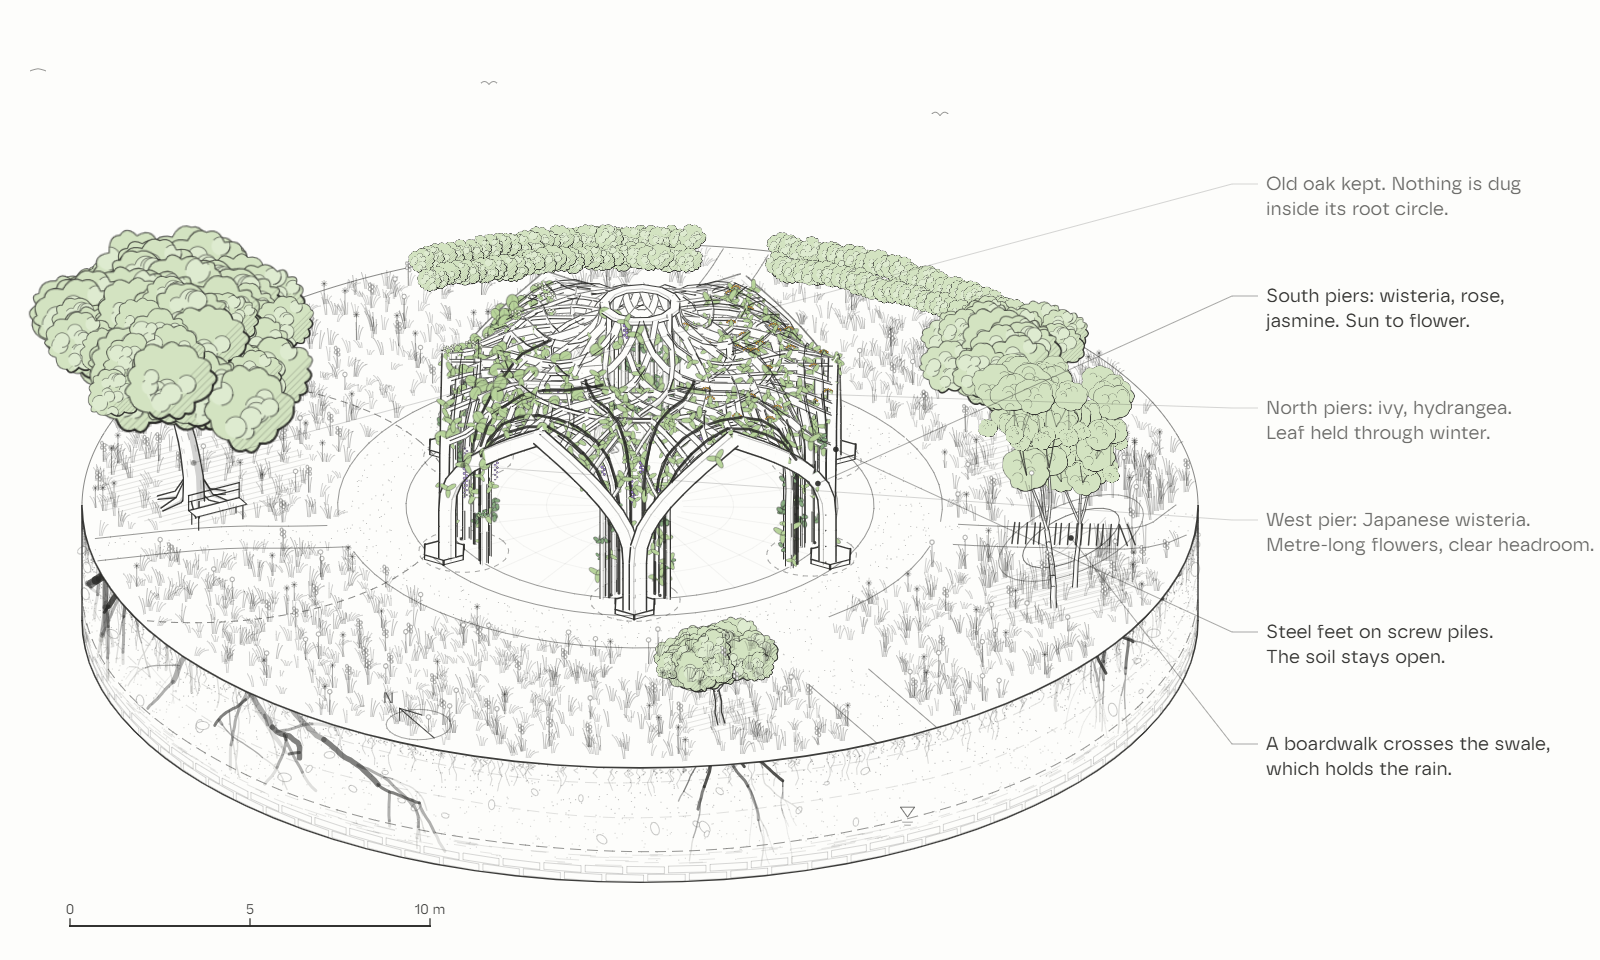 Old oak kept. Nothing is dug
inside its root circle.
South piers: wisteria, rose,
jasmine. Sun to flower.
North piers: ivy, hydrangea.
Leaf held through winter.
West pier: Japanese wisteria.
Metre-long flowers, clear headroom.
Steel feet on screw piles.
The soil stays open.
A boardwalk crosses the swale,
which holds the rain.
N
0 5 10 m